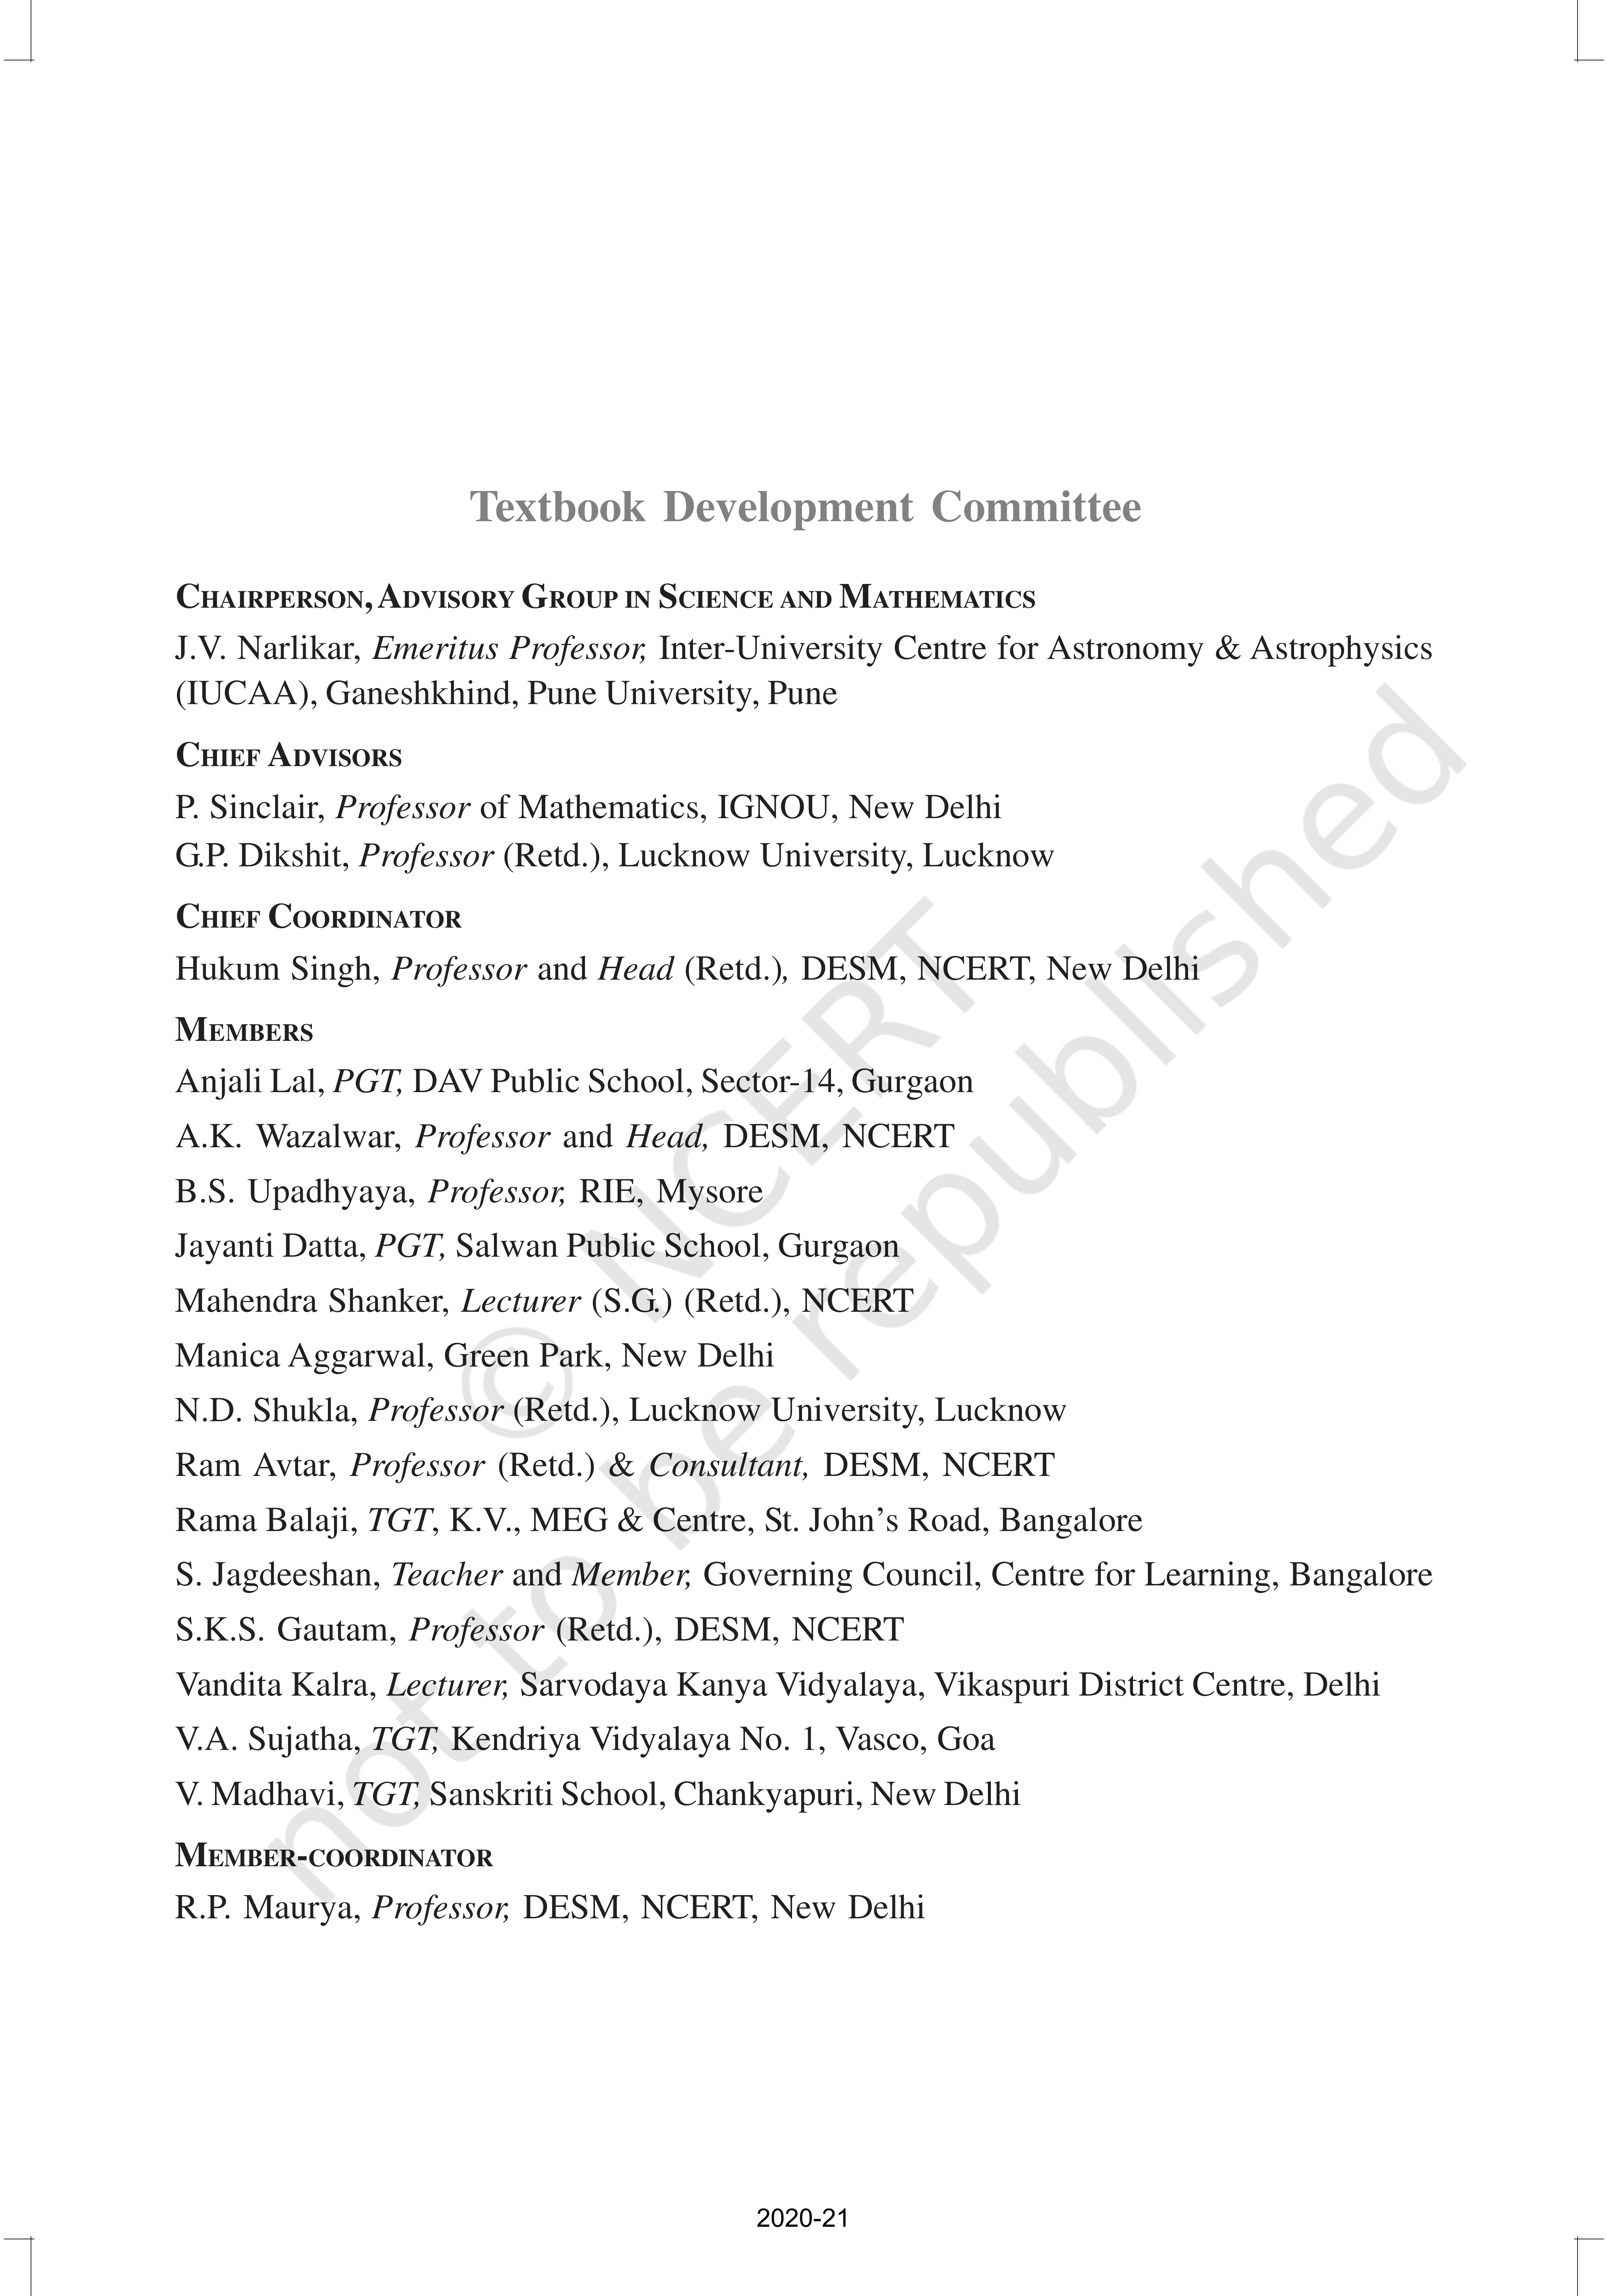 Textbook Development Committee
CHAIRPERSON, ADVISORY GROUP IN SCIENCE AND MATHEMATICS
J.V. Narlikar, Emeritus Professor, Inter-University Centre for Astronomy & Astrophysics
(IUCAA), Ganeshkhind, Pune University, Pune
CHIEF ADVISORS
P. Sinclair, Professor of Mathematics, IGNOU, New Delhi
G.P. Dikshit, Professor (Retd.), Lucknow University, Lucknow
CHIEF COORDINATOR
Hukum Singh, Professor and Head (Retd.), DESM, NCERT, New Delhi
MEMBERS
Anjali Lal, PGT, DAV Public School, Sector-14, Gurgaon
A.K. Wazalwar, Professor and Head, DESM, NCERT
B.S. Upadhyaya, Professor, RIE, Mysore
Jayanti Datta, PGT, Salwan Public School, Gurgaon
Mahendra Shanker, Lecturer (S.G.) (Retd.), NCERT
Manica Aggarwal, Green Park, New Delhi
N.D. Shukla, Professor (Retd.), Lucknow University, Lucknow
Ram Avtar, Professor (Retd.) & Consultant, DESM, NCERT
Rama Balaji, TGT, K.V., MEG & Centre, St. John’s Road, Bangalore
S. Jagdeeshan, Teacher and Member, Governing Council, Centre for Learning, Bangalore
S.K.S. Gautam, Professor (Retd.), DESM, NCERT
Vandita Kalra, Lecturer, Sarvodaya Kanya Vidyalaya, Vikaspuri District Centre, Delhi
V.A. Sujatha, TGT, Kendriya Vidyalaya No. 1, Vasco, Goa
V. Madhavi, TGT, Sanskriti School, Chankyapuri, New Delhi
MEMBER-COORDINATOR
R.P. Maurya, Professor, DESM, NCERT, New Delhi
© NCERT
not to be republished
2020-21